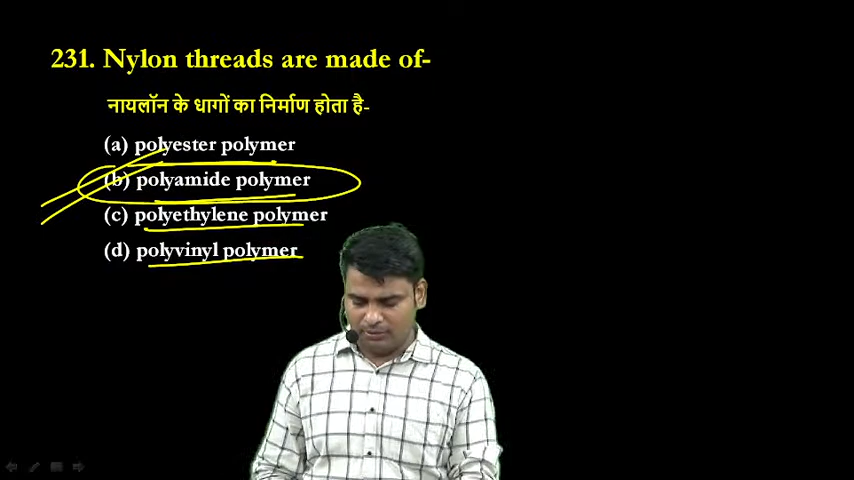 231. Nylon threads are made of-
नायलॉन के धागों का निर्माण होता है-
(a) polyester polymer
(b) polyamide polymer
(c) polyethylene polymer
(d) polyvinyl polymer